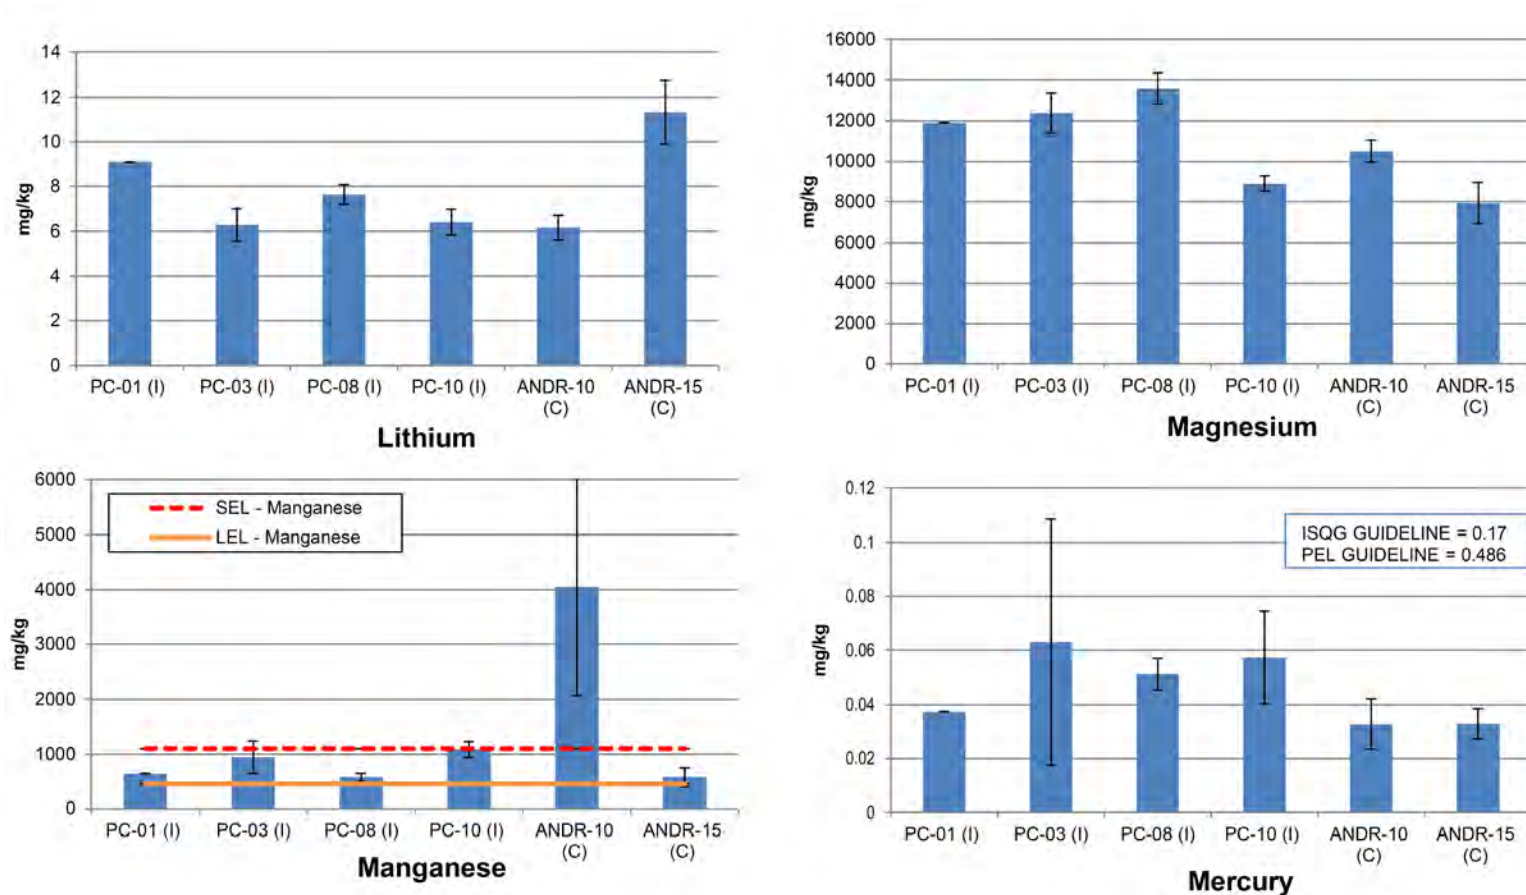 14
12
10
8
6
4
2
0
mg/kg
PC-01 (I)
PC-03 (I)
PC-08 (I)
PC-10 (I)
ANDR-10
(C)
ANDR-15
(C)
Lithium
16000
14000
12000
10000
8000
6000
4000
2000
0
mg/kg
PC-01 (I)
PC-03 (I)
PC-08 (I)
PC-10 (I)
ANDR-10
(C)
ANDR-15
(C)
Magnesium
6000
5000
4000
3000
2000
1000
0
mg/kg
SEL - Manganese
LEL - Manganese
PC-01 (I)
PC-03 (I)
PC-08 (I)
PC-10 (I)
ANDR-10
(C)
ANDR-15
(C)
Manganese
0.12
0.1
0.08
0.06
0.04
0.02
0
mg/kg
ISQG GUIDELINE = 0.17
PEL GUIDELINE = 0.486
PC-01 (I)
PC-03 (I)
PC-08 (I)
PC-10 (I)
ANDR-10
(C)
ANDR-15
(C)
Mercury